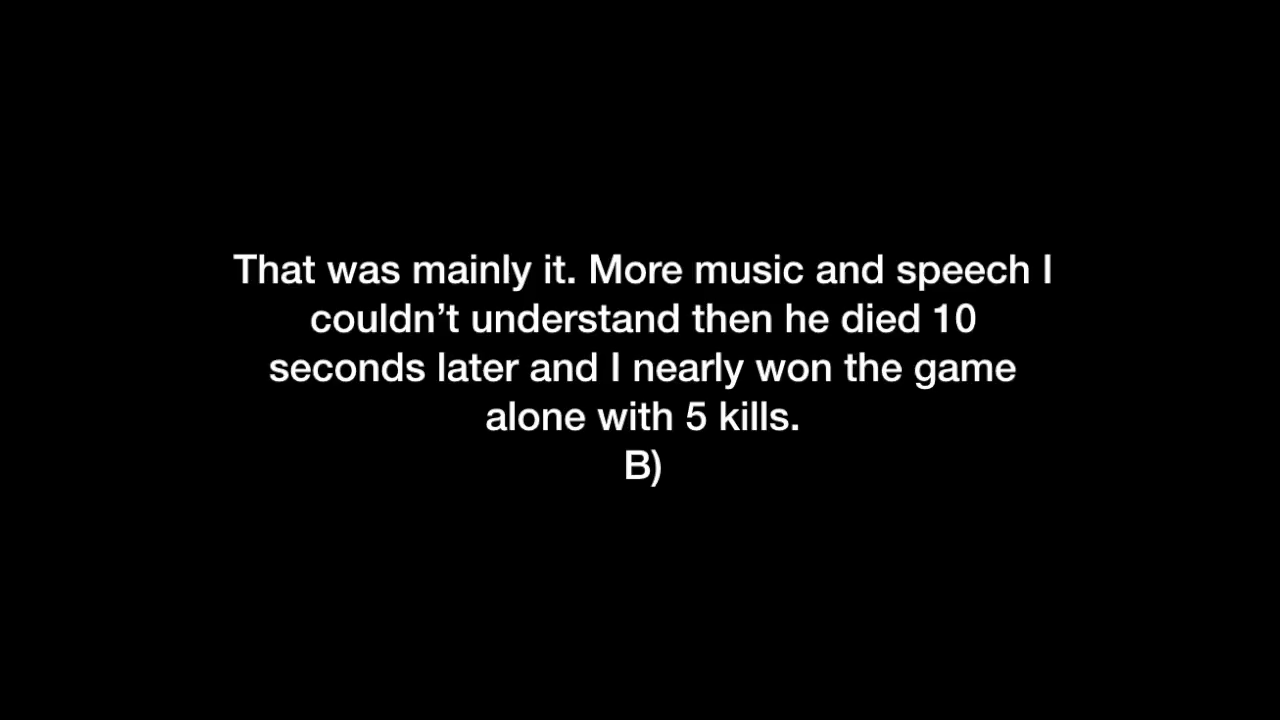 That was mainly it. More music and speech I
couldn’t understand then he died 10
seconds later and I nearly won the game
alone with 5 kills.
B)